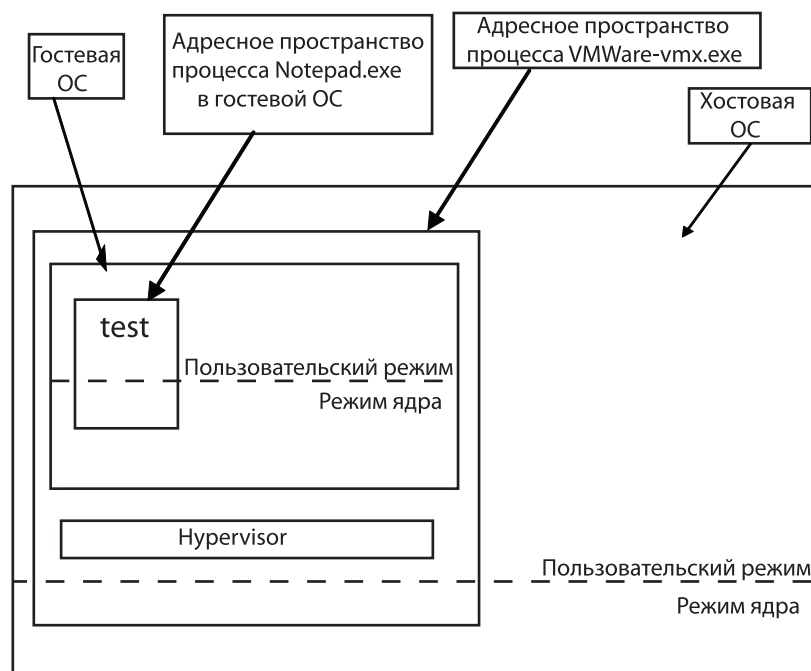 Гостевая
ОС
Адресное пространство
процесса Notepad.exe
в гостевой ОС
Адресное пространство
процесса VMWare-vmx.exe
Хостовая
ОС
test
Пользовательский режим
Режим ядра
Hypervisor
Пользовательский режим
Режим ядра